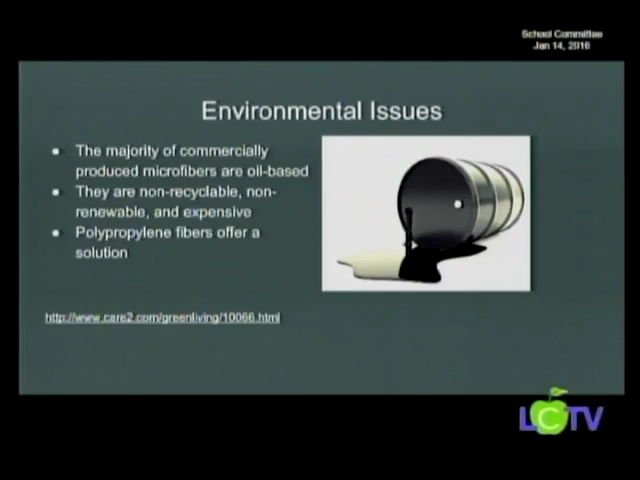 School Committee
Jan 14, 2016
Environmental Issues
● The majority of commercially
produced microfibers are oil-based
● They are non-recyclable, non-
renewable, and expensive
● Polypropylene fibers offer a
solution
http://www.care2.com/greenliving/10066.html
LCTV